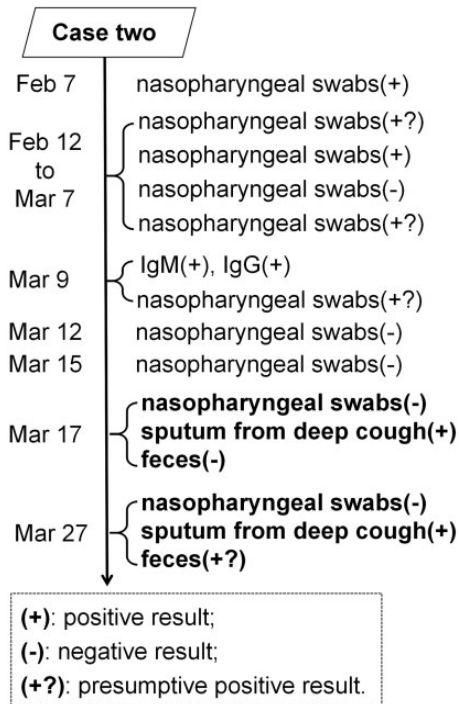 Case two
Feb 7 nasopharyngeal swabs(+)
Feb 12 to Mar 7
nasopharyngeal swabs(+?)
nasopharyngeal swabs(+)
nasopharyngeal swabs(-)
nasopharyngeal swabs(+?)
Mar 9
IgM(+), IgG(+)
nasopharyngeal swabs(+?)
Mar 12 nasopharyngeal swabs(-)
Mar 15 nasopharyngeal swabs(-)
Mar 17
nasopharyngeal swabs(-)
sputum from deep cough(+)
feces(-)
Mar 27
nasopharyngeal swabs(-)
sputum from deep cough(+)
feces(+?)
(+): positive result;
(-): negative result;
(+?): presumptive positive result.